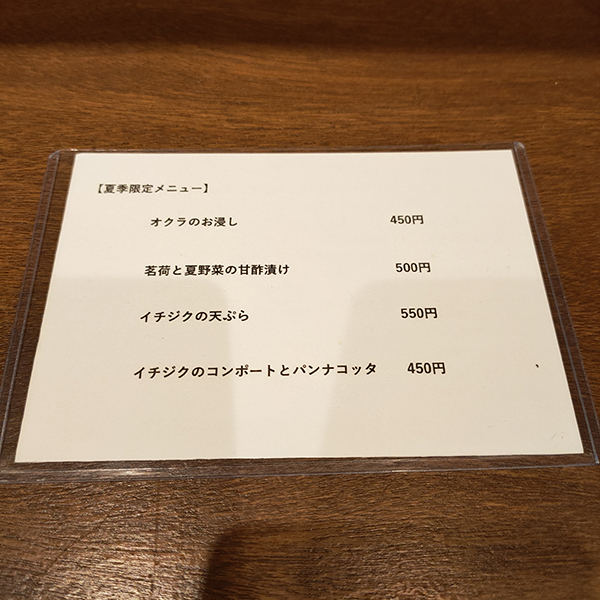 【夏季限定メニュー】
オクラのお浸し 450円
茗荷と夏野菜の甘酢漬け 500円
イチジクの天ぷら 550円
イチジクのコンポートとパンナコッタ 450円